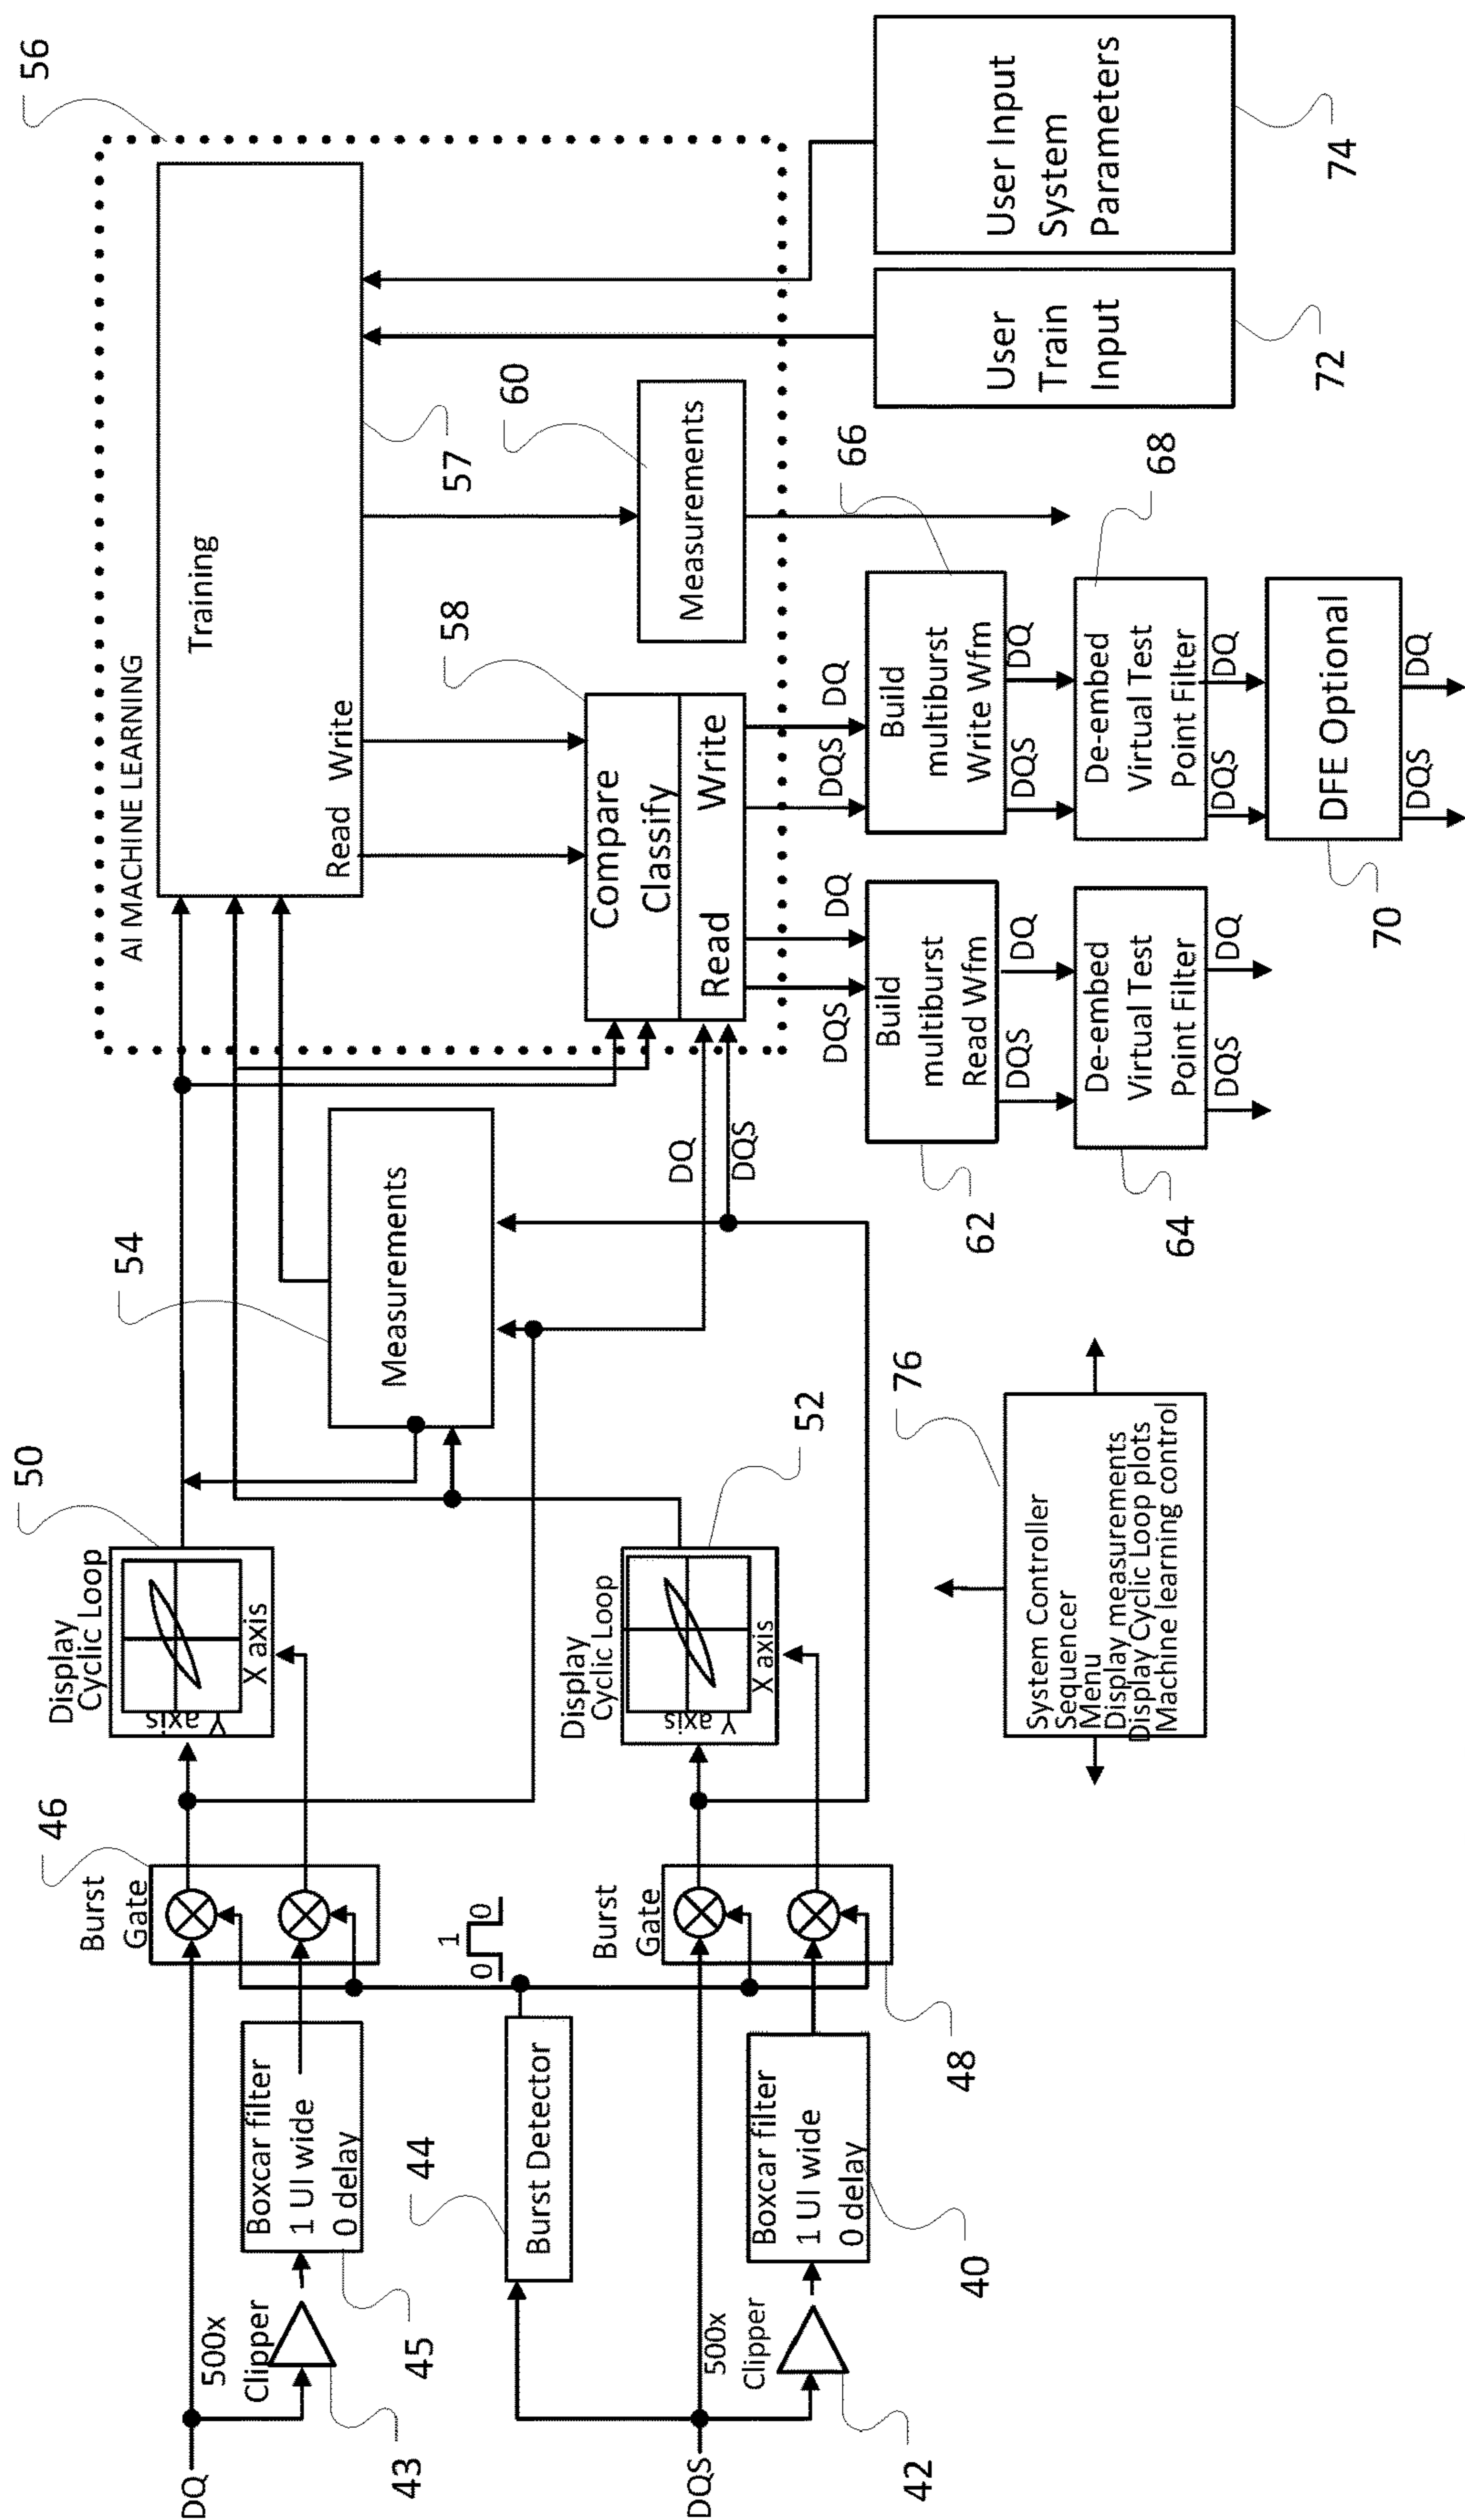 DQ
500x
Clipper
43
Boxcar filter
1 UI wide
0 delay
45
Burst
Gate
46
Display
Cyclic Loop
Y axis
X axis
50
54
Measurements
AI MACHINE LEARNING
56
Training
Read Write
57
58
Compare
Classify
Read Write
60
Measurements
44
Burst Detector
0 1 0
DQS
500x
Clipper
42
Boxcar filter
1 UI wide
0 delay
40
Burst
Gate
48
Display
Cyclic Loop
Y axis
X axis
52
DQ
DQS
DQS DQ
DQS DQ
Build
multiburst
Read Wfm
62
DQS DQ
De-embed
Virtual Test
Point Filter
64
DQS DQ
Build
multiburst
Write Wfm
66
DQS DQ
De-embed
Virtual Test
Point Filter
68
DQS DQ
DFE Optional
70
DQS DQ
User
Train
Input
72
User Input
System
Parameters
74
76
System Controller
Sequencer
Menu
Display measurements
Display Cyclic Loop plots
Machine learning control